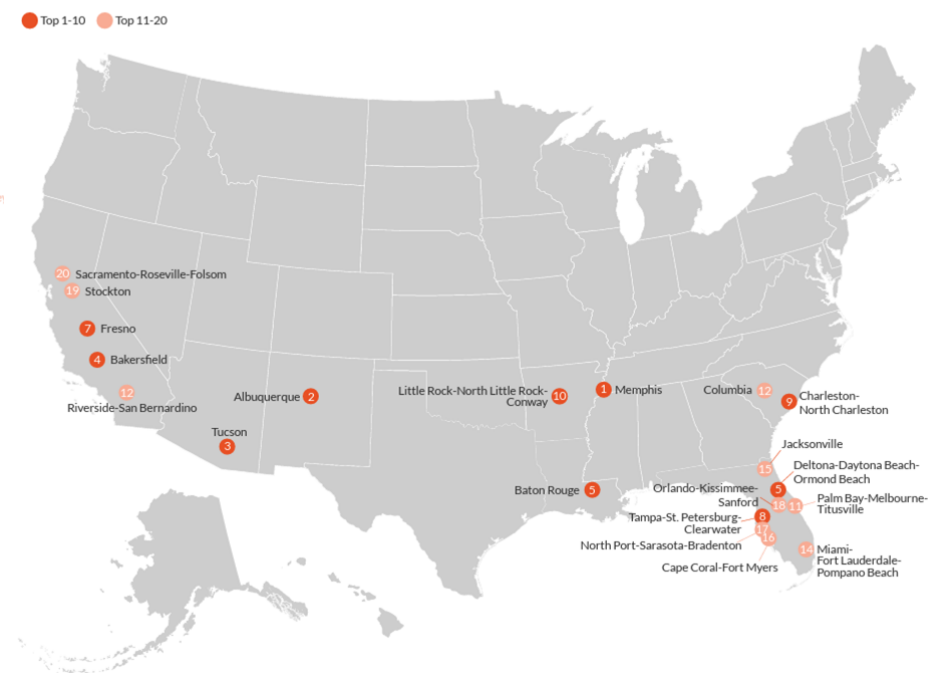 Top 1-10
Top 11-20
20 Sacramento-Roseville-Folsom
19 Stockton
7 Fresno
4 Bakersfield
12
Riverside-San Bernardino
Albuquerque 2
Tucson
3
Little Rock-North Little Rock-
Conway
10
1 Memphis
Columbia 12
9 Charleston-
North Charleston
Baton Rouge 5
Jacksonville
15
Deltona-Daytona Beach-
Ormond Beach
5
Orlando-Kissimmee-
Sanford
18
11
Palm Bay-Melbourne-
Titusville
Tampa-St. Petersburg-
Clearwater
8
17
North Port-Sarasota-Bradenton
16
Cape Coral-Fort Myers
14 Miami-
Fort Lauderdale-
Pompano Beach